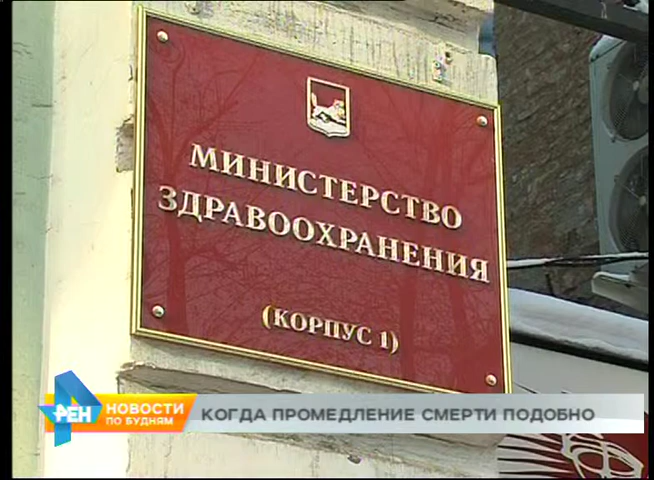 МИНИСТЕРСТВО
ЗДРАВООХРАНЕНИЯ
(КОРПУС 1)
РЕН
НОВОСТИ
ПО БУДНЯМ
КОГДА ПРОМЕДЛЕНИЕ СМЕРТИ ПОДОБНО